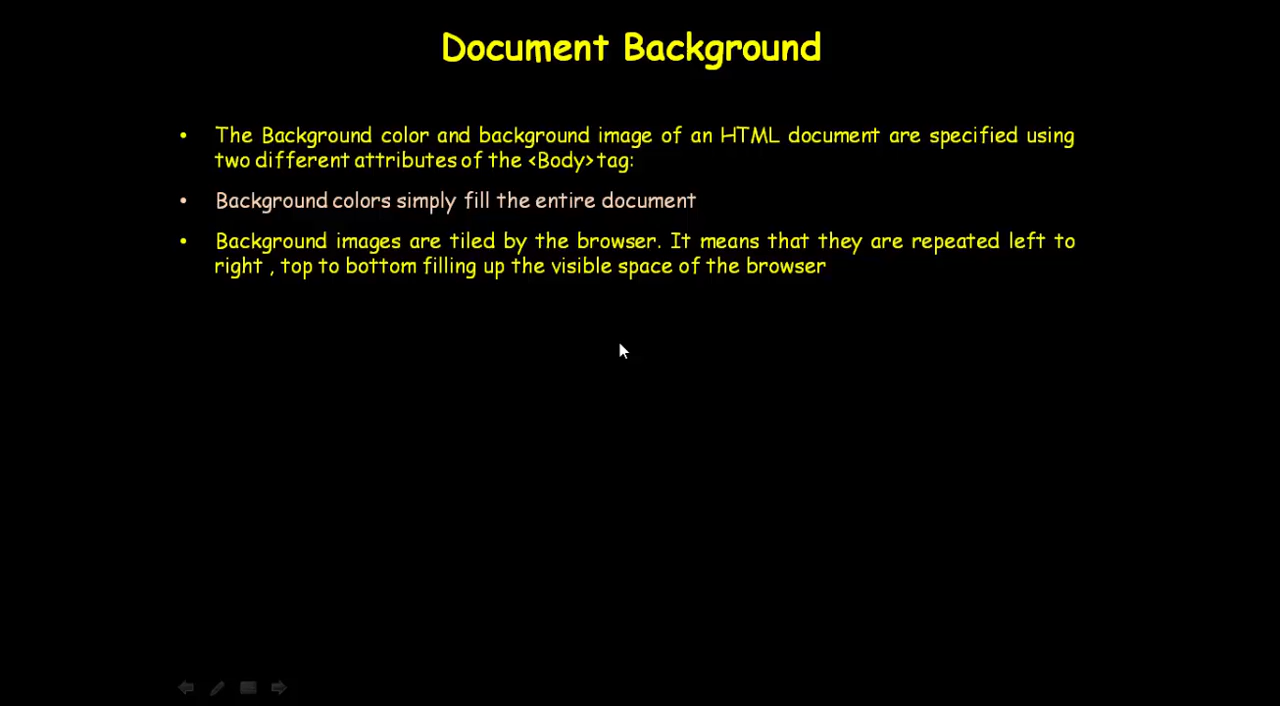 Document Background
• The Background color and background image of an HTML document are specified using
two different attributes of the <Body> tag:
• Background colors simply fill the entire document
• Background images are tiled by the browser. It means that they are repeated left to
right , top to bottom filling up the visible space of the browser